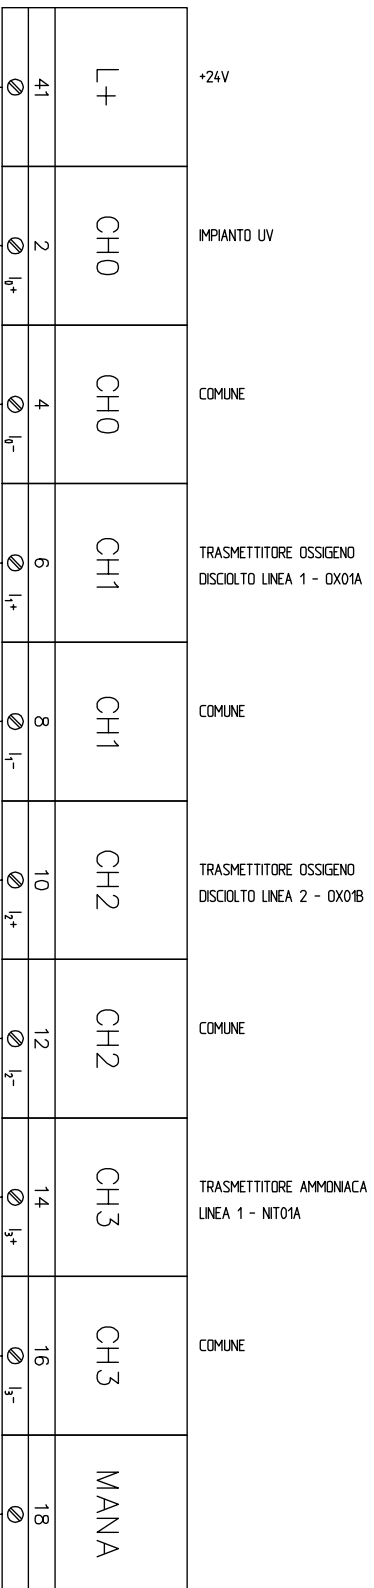 L+
41
+24V
CH0
2
I0+
IMPIANTO UV
CH0
4
I0-
COMUNE
CH1
6
I1+
TRASMETTITORE OSSIGENO
DISCIOLTO LINEA 1 - OX01A
CH1
8
I1-
COMUNE
CH2
10
I2+
TRASMETTITORE OSSIGENO
DISCIOLTO LINEA 2 - OX01B
CH2
12
I2-
COMUNE
CH3
14
I3+
TRASMETTITORE AMMONIACA
LINEA 1 - NIT01A
CH3
16
I3-
COMUNE
MANA
18